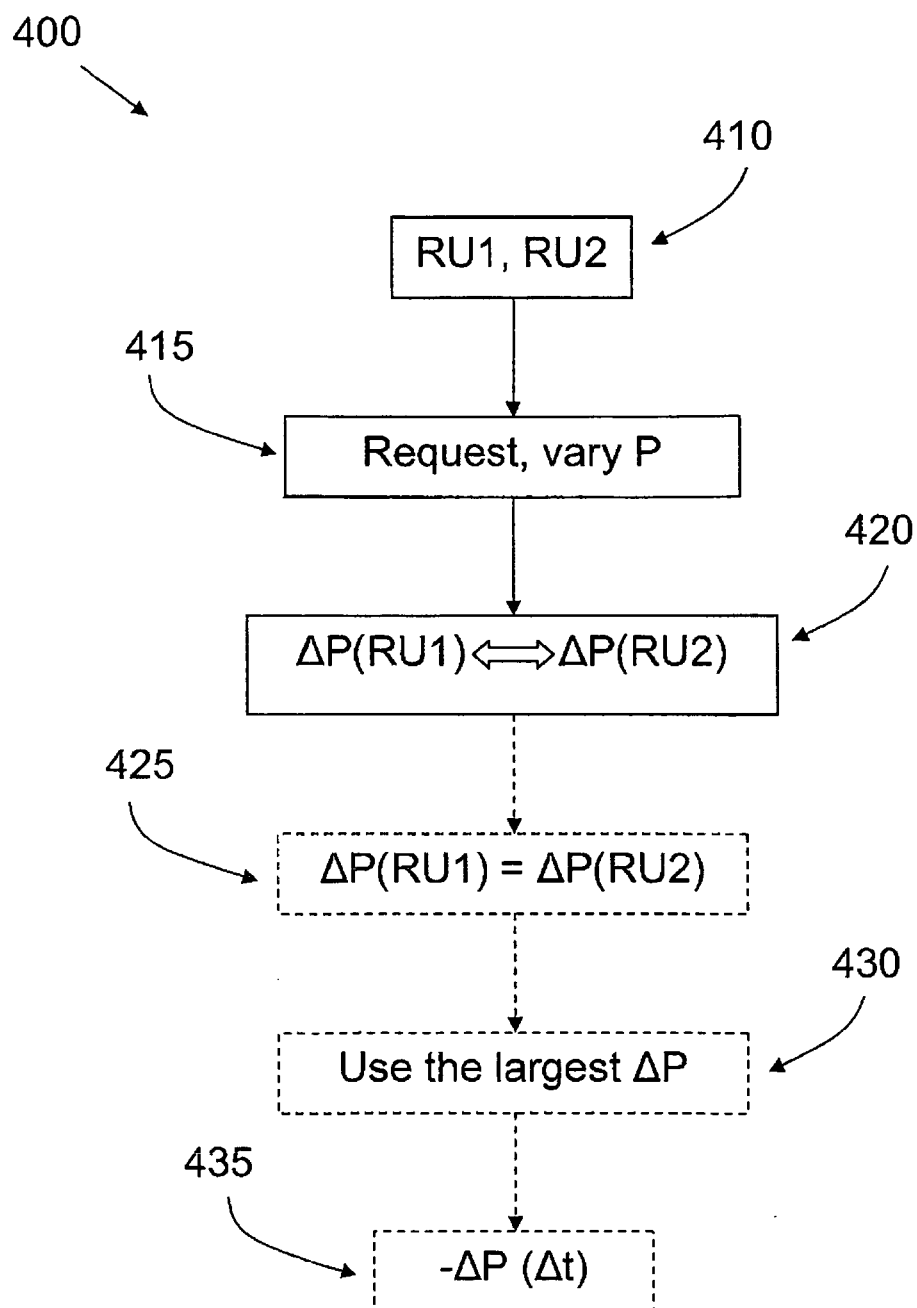 400
410
RU1, RU2
415
Request, vary P
420
ΔP(RU1)⇔ΔP(RU2)
425
ΔP(RU1) = ΔP(RU2)
430
Use the largest ΔP
435
-ΔP (Δt)